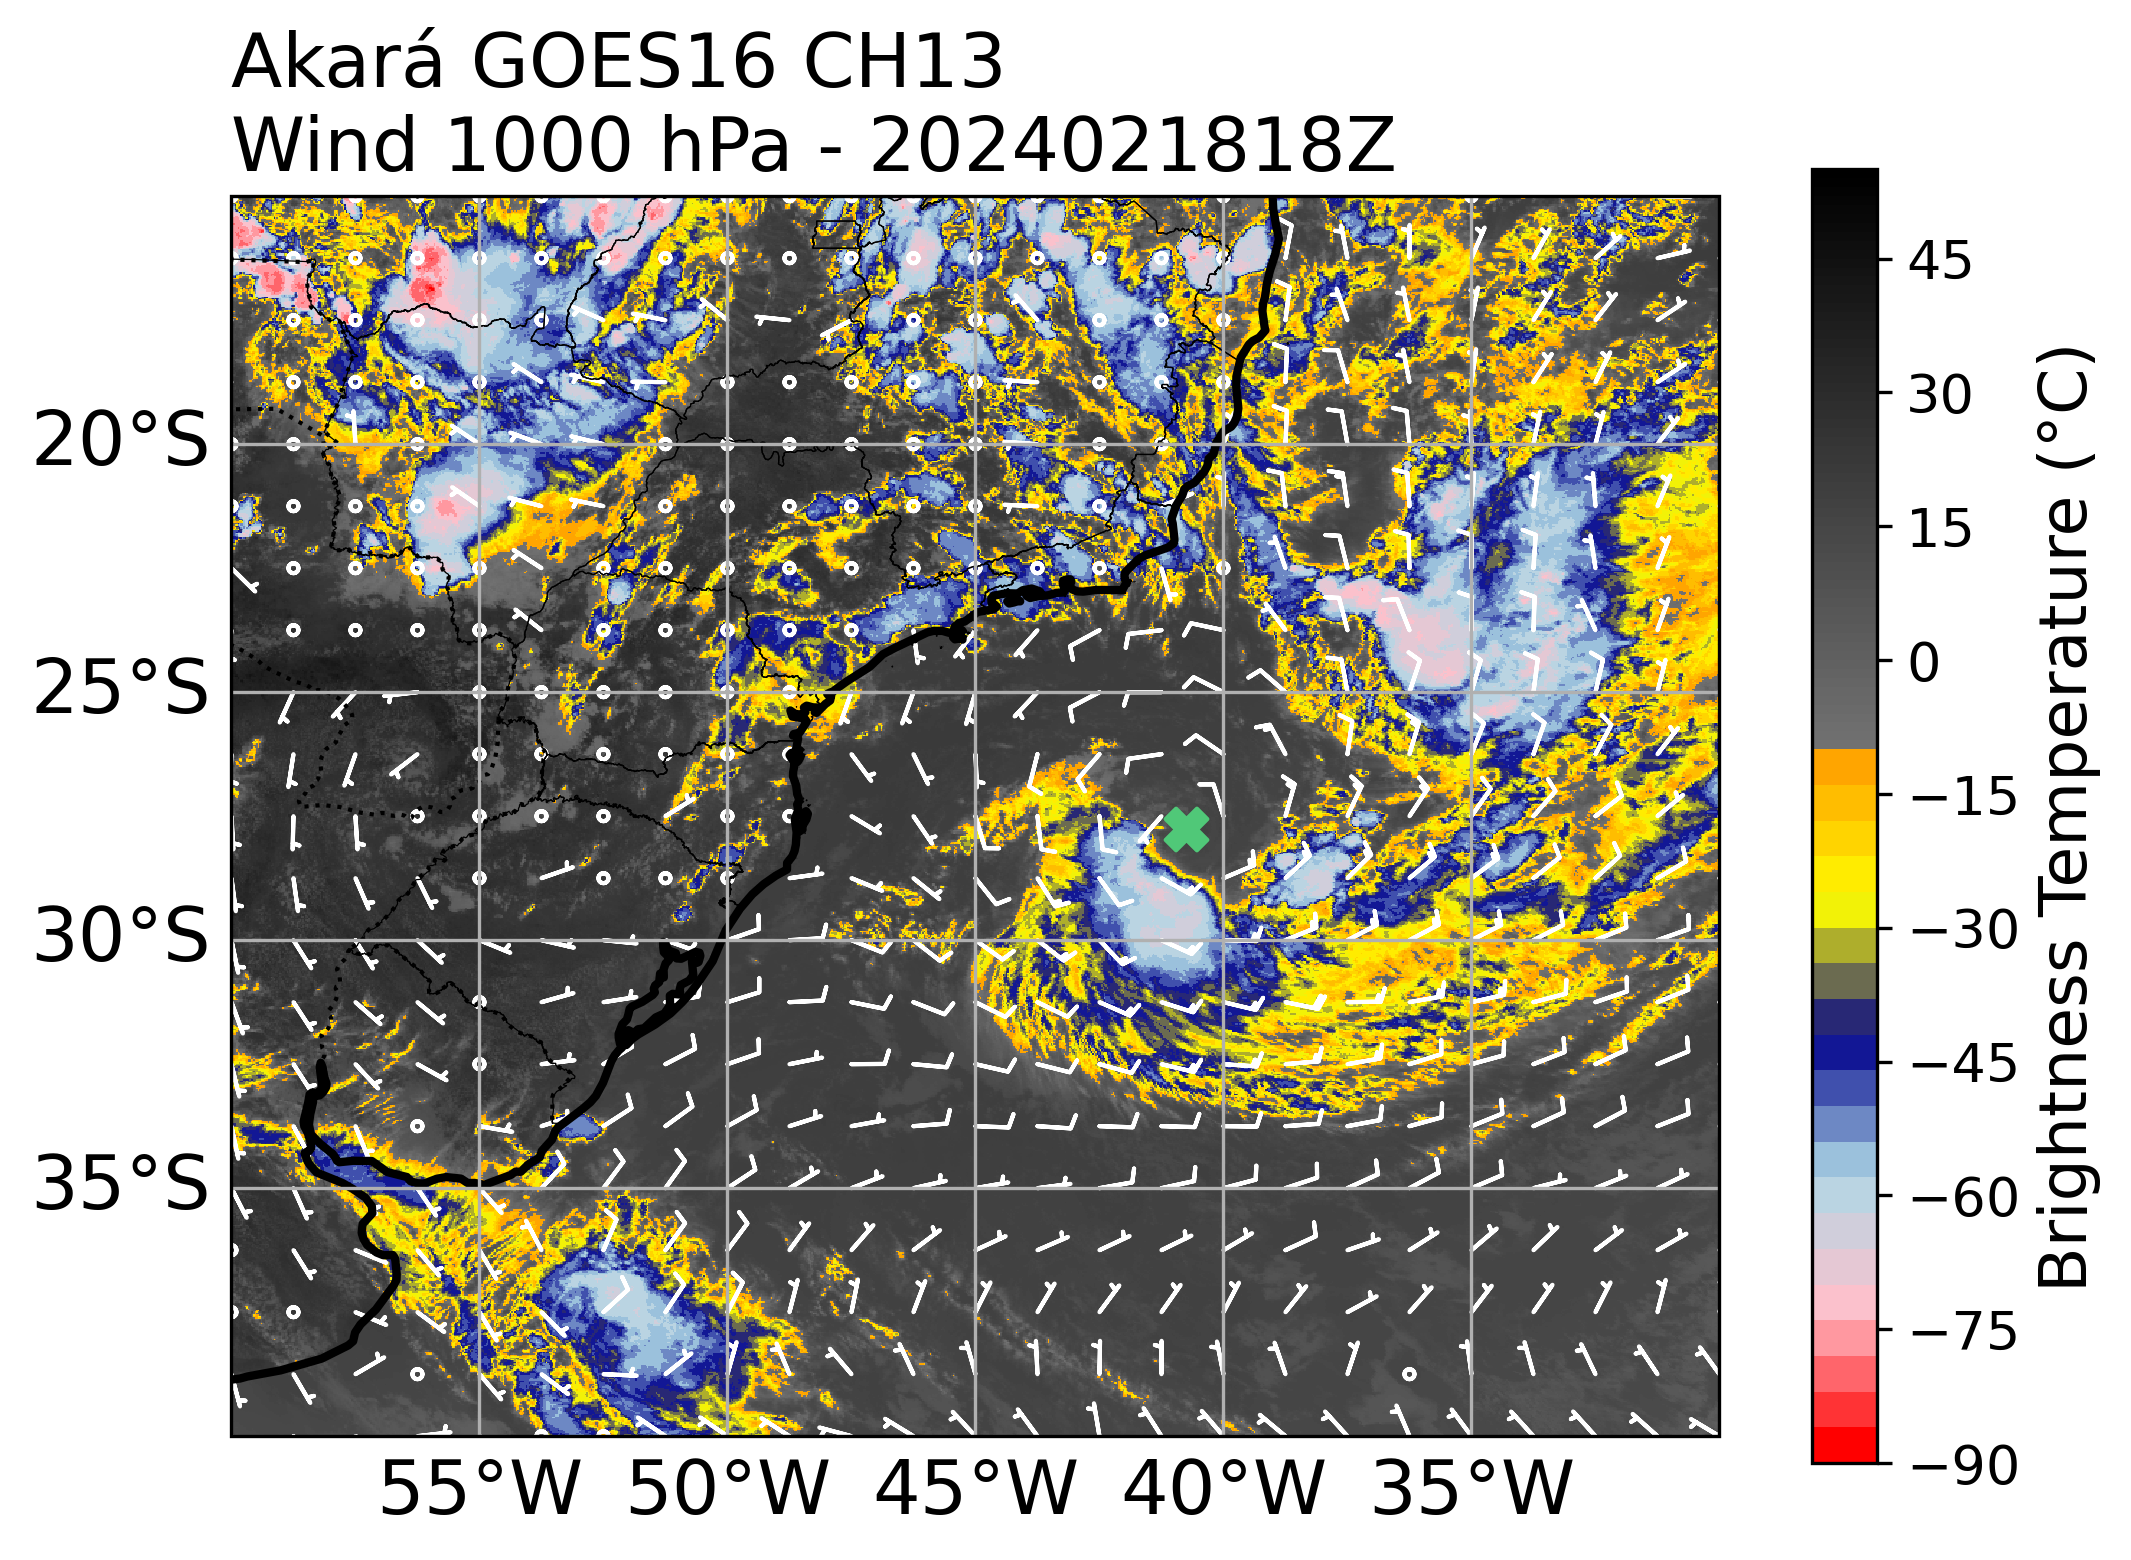 Akará GOES16 CH13
Wind 1000 hPa - 2024021818Z
20°S
25°S
30°S
35°S
55°W 50°W 45°W 40°W 35°W
45
30
15
0
−15
−30
−45
−60
−75
−90
Brightness Temperature (°C)